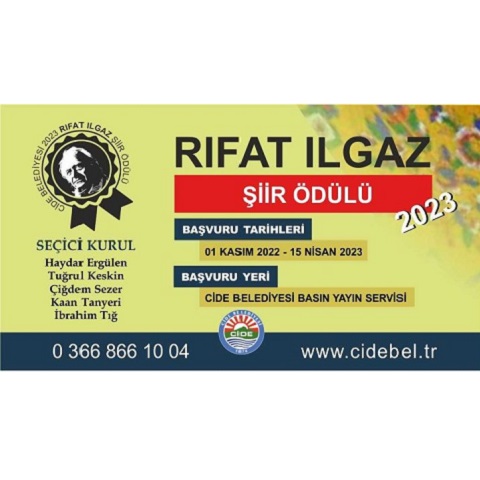 CİDE BELEDİYESİ 2023 RIFAT ILGAZ ŞİİR ÖDÜLÜ
SEÇİCİ KURUL
Haydar Ergülen
Tuğrul Keskin
Çiğdem Sezer
Kaan Tanyeri
İbrahim Tığ
RIFAT ILGAZ
ŞİİR ÖDÜLÜ
2023
BAŞVURU TARİHLERİ
01 KASIM 2022 - 15 NİSAN 2023
BAŞVURU YERİ
CİDE BELEDİYESİ BASIN YAYIN SERVİSİ
0 366 866 10 04
CİDE
www.cidebel.tr